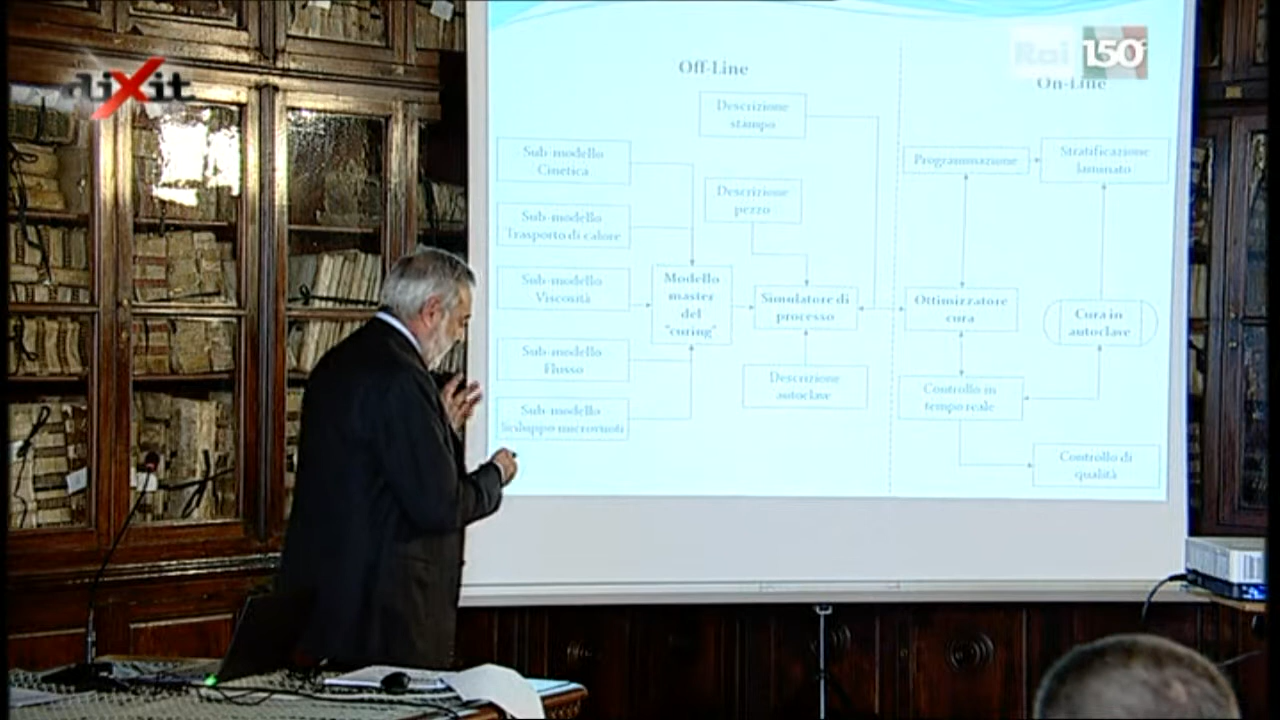 diXit
Rai 150°
Off-Line
On-Line
Descrizione
stampo
Sub-modello
Cinetica
Programmazione
Stratificazione
laminato
Descrizione
pezzo
Sub-modello
Trasporto di calore
Sub-modello
Viscosità
Modello
master
del
"curing"
Simulatore di
processo
Ottimizzatore
cura
Cura in
autoclave
Sub-modello
Flusso
Descrizione
autoclave
Controllo in
tempo reale
Sub-modello
Sviluppo microvuoti
Controllo di
qualità